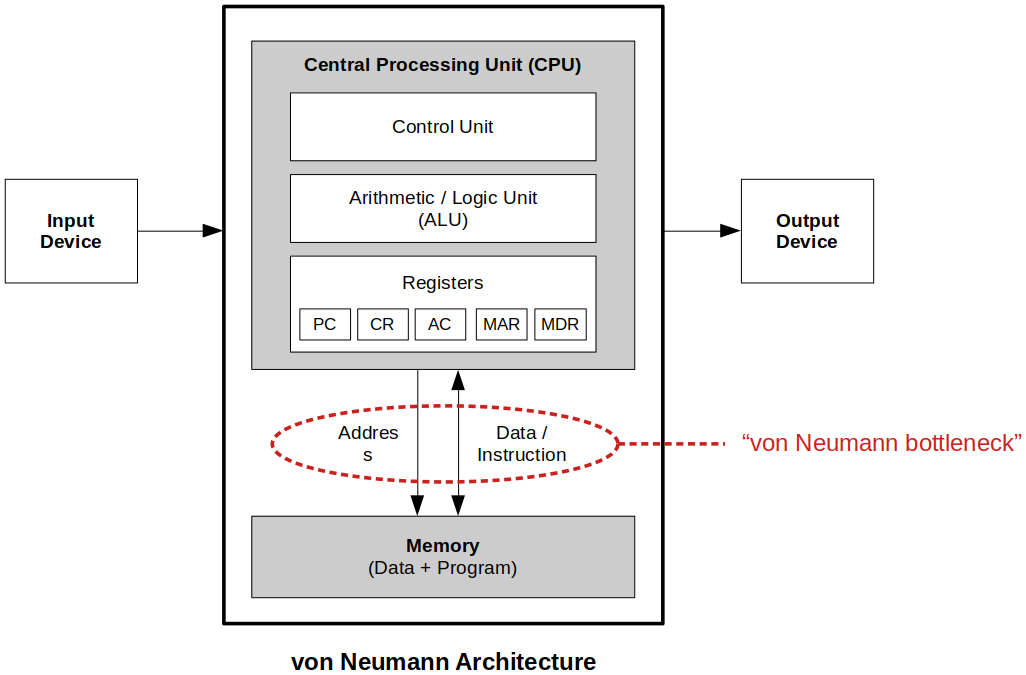 Central Processing Unit (CPU)
Control Unit
Arithmetic / Logic Unit
(ALU)
Registers
PC CR AC MAR MDR
Input
Device
Output
Device
Addres
s
Data /
Instruction
“von Neumann bottleneck”
Memory
(Data + Program)
von Neumann Architecture